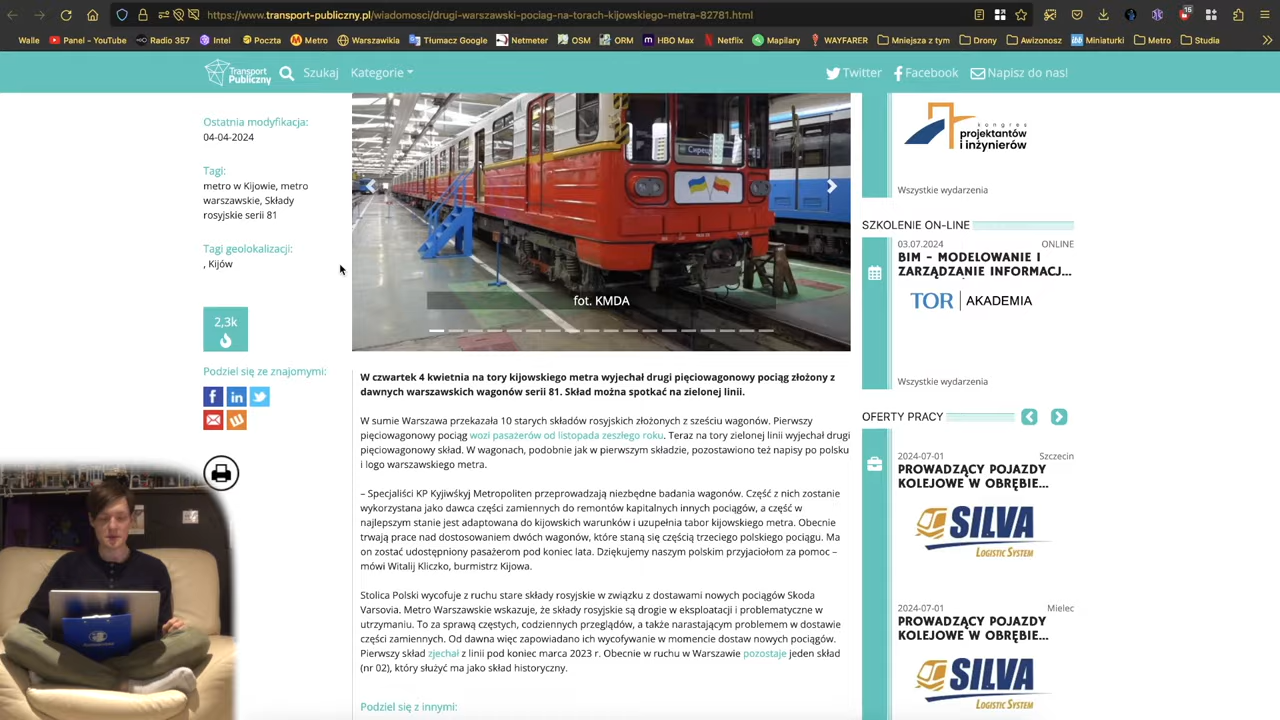 https://www.transport-publiczny.pl/wiadomosci/drugi-warszawski-pociag-na-torach-kijowskiego-metra-82781.html
15
Walle
Panel - YouTube
Radio 357
Intel
Poczta
Metro
Warszawikia
Tłumacz Google
Netmeter
OSM
ORM
HBO Max
Netflix
Mapilary
WAYFARER
Mniejsza z tym
Drony
Awizonosz
Miniaturki
Metro
Studia
Transport Publiczny
Szukaj
Kategorie
Twitter
Facebook
Napisz do nas!
Ostatnia modyfikacja:
04-04-2024
Tagi:
metro w Kijowie, metro
warszawskie, Składy
rosyjskie serii 81
Tagi geolokalizacji:
, Kijów
2,3k
Podziel się ze znajomymi:
fot. KMDA
W czwartek 4 kwietnia na tory kijowskiego metra wyjechał drugi pięciowagonowy pociąg złożony z
dawnych warszawskich wagonów serii 81. Skład można spotkać na zielonej linii.
W sumie Warszawa przekazała 10 starych składów rosyjskich złożonych z sześciu wagonów. Pierwszy
pięciowagonowy pociąg wozi pasażerów od listopada zeszłego roku. Teraz na tory zielonej linii wyjechał drugi
pięciowagonowy skład. W wagonach, podobnie jak w pierwszym składzie, pozostawiono też napisy po polsku
i logo warszawskiego metra.
– Specjaliści KP Kyjiwśkyj Metropoliten przeprowadzają niezbędne badania wagonów. Część z nich zostanie
wykorzystana jako dawca części zamiennych do remontów kapitalnych innych pociągów, a część w
najlepszym stanie jest adaptowana do kijowskich warunków i uzupełnia tabor kijowskiego metra. Obecnie
trwają prace nad dostosowaniem dwóch wagonów, które staną się częścią trzeciego polskiego pociągu. Ma
on zostać udostępniony pasażerom pod koniec lata. Dziękujemy naszym polskim przyjaciołom za pomoc –
mówi Witalij Kliczko, burmistrz Kijowa.
Stolica Polski wycofuje z ruchu stare składy rosyjskie w związku z dostawami nowych pociągów Skoda
Varsovia. Metro Warszawskie wskazuje, że składy rosyjskie są drogie w eksploatacji i problematyczne w
utrzymaniu. To za sprawą częstych, codziennych przeglądów, a także narastającym problemem w dostawie
części zamiennych. Od dawna więc zapowiadano ich wycofywanie w momencie dostaw nowych pociągów.
Pierwszy skład zjechał z linii pod koniec marca 2023 r. Obecnie w ruchu w Warszawie pozostaje jeden skład
(nr 02), który służyć ma jako skład historyczny.
Podziel się z innymi:
kongres
projektantów
i inżynierów
Wszystkie wydarzenia
SZKOLENIE ON-LINE
03.07.2024 ONLINE
BIM – MODELOWANIE I
ZARZĄDZANIE INFORMACJ...
TOR AKADEMIA
Wszystkie wydarzenia
OFERTY PRACY
2024-07-01 Szczecin
PROWADZĄCY POJAZDY
KOLEJOWE W OBRĘBIE...
SILVA
LOGISTIC SYSTEM
2024-07-01 Mielec
PROWADZĄCY POJAZDY
KOLEJOWE W OBRĘBIE...
SILVA
LOGISTIC SYSTEM